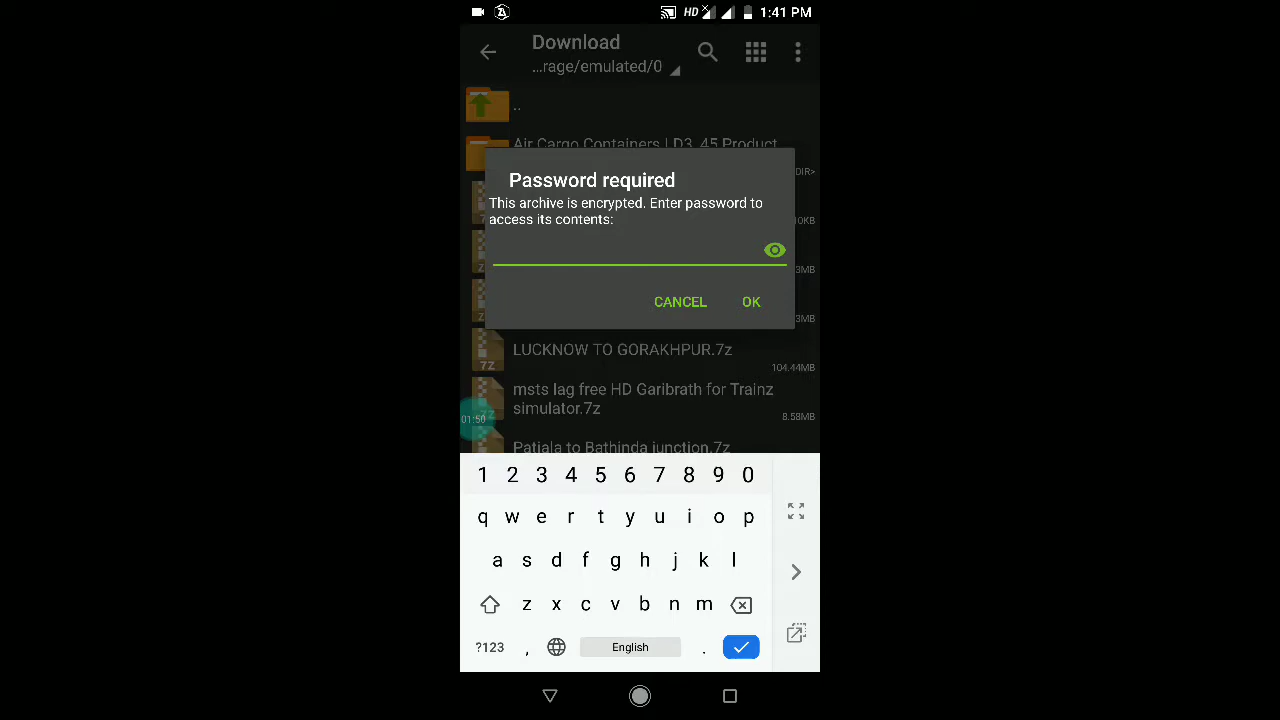 HD 1:41 PM
Download
...rage/emulated/0
..
Air Cargo Containers LD3, 45 Product
DIR>
0KB
3MB
3MB
Password required
This archive is encrypted. Enter password to
access its contents:
CANCEL OK
LUCKNOW TO GORAKHPUR.7z
7Z
104.44MB
msts lag free HD Garibrath for Trainz
simulator.7z
01:50
8.58MB
Patiala to Bathinda junction.7z
1 2 3 4 5 6 7 8 9 0
q w e r t y u i o p
a s d f g h j k l
z x c v b n m
?123 , English .